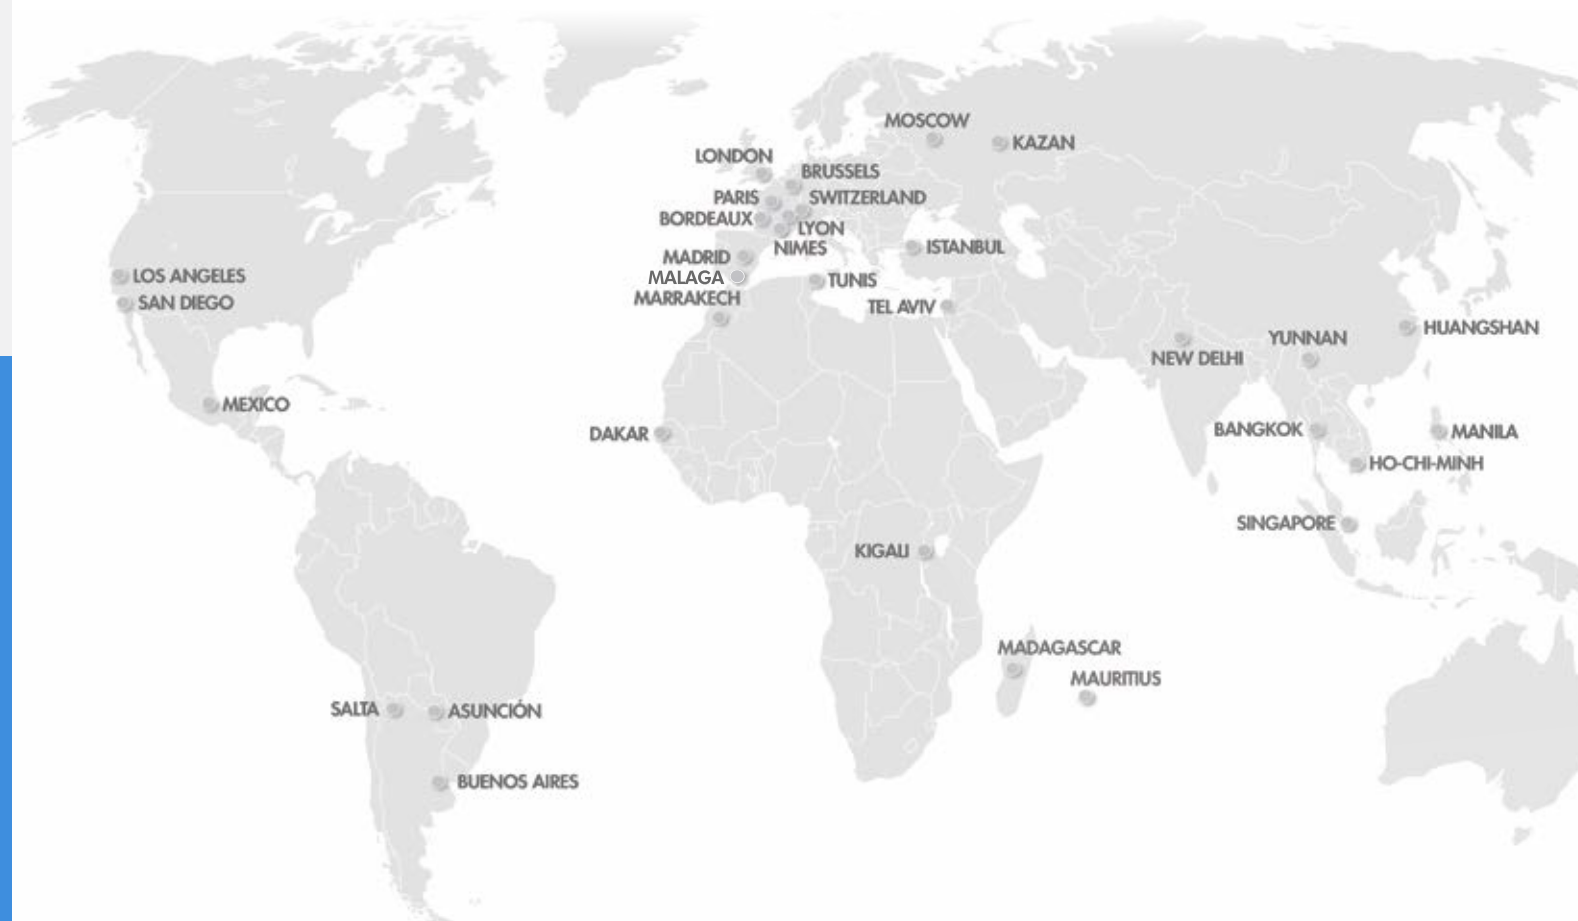 MOSCOW
KAZAN
LONDON
BRUSSELS
PARIS
SWITZERLAND
BORDEAUX
LYON
NIMES
ISTANBUL
MADRID
MALAGA
TUNIS
MARRAKECH
TEL AVIV
LOS ANGELES
SAN DIEGO
HUANGSHAN
YUNNAN
NEW DELHI
MEXICO
DAKAR
BANGKOK
MANILA
HO-CHI-MINH
SINGAPORE
KIGALI
MADAGASCAR
MAURITIUS
SALTA
ASUNCIÓN
BUENOS AIRES